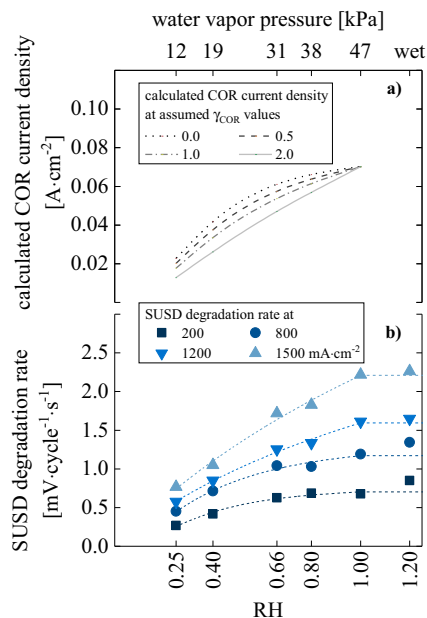 water vapor pressure [kPa]
12 19 31 38 47 wet
a)
calculated COR current density
at assumed γCOR values
0.0 0.5
1.0 2.0
calculated COR current density
[A·cm-2]
0.10
0.08
0.06
0.04
0.02
b)
SUSD degradation rate at
200 800
1200 1500 mA·cm-2
SUSD degradation rate
[mV·cycle-1·s-1]
2.5
2.0
1.5
1.0
0.5
0.0
0.25 0.40 0.66 0.80 1.00 1.20
RH